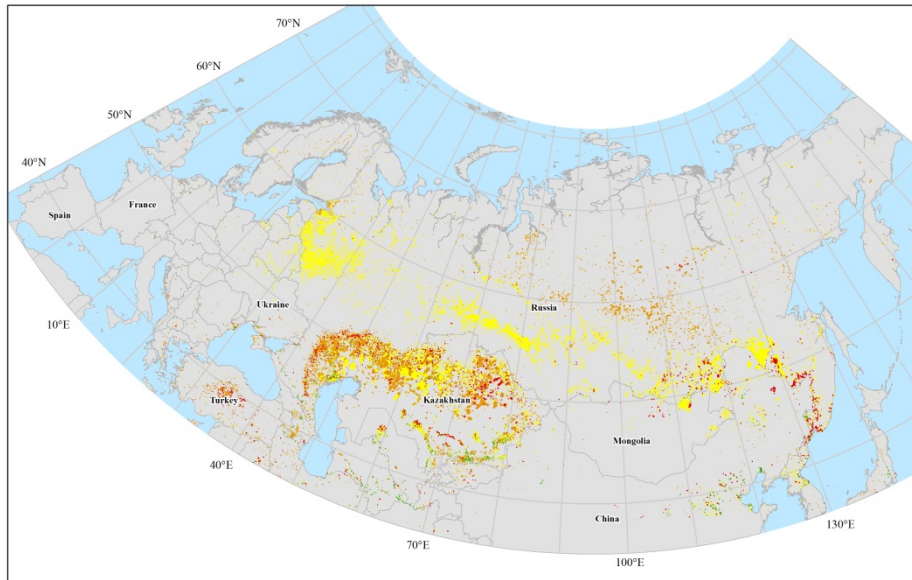 70°N
60°N
50°N
40°N
Spain
France
Ukraine
Russia
10°E
Turkey
Kazakhstan
Mongolia
40°E
China
130°E
70°E
100°E